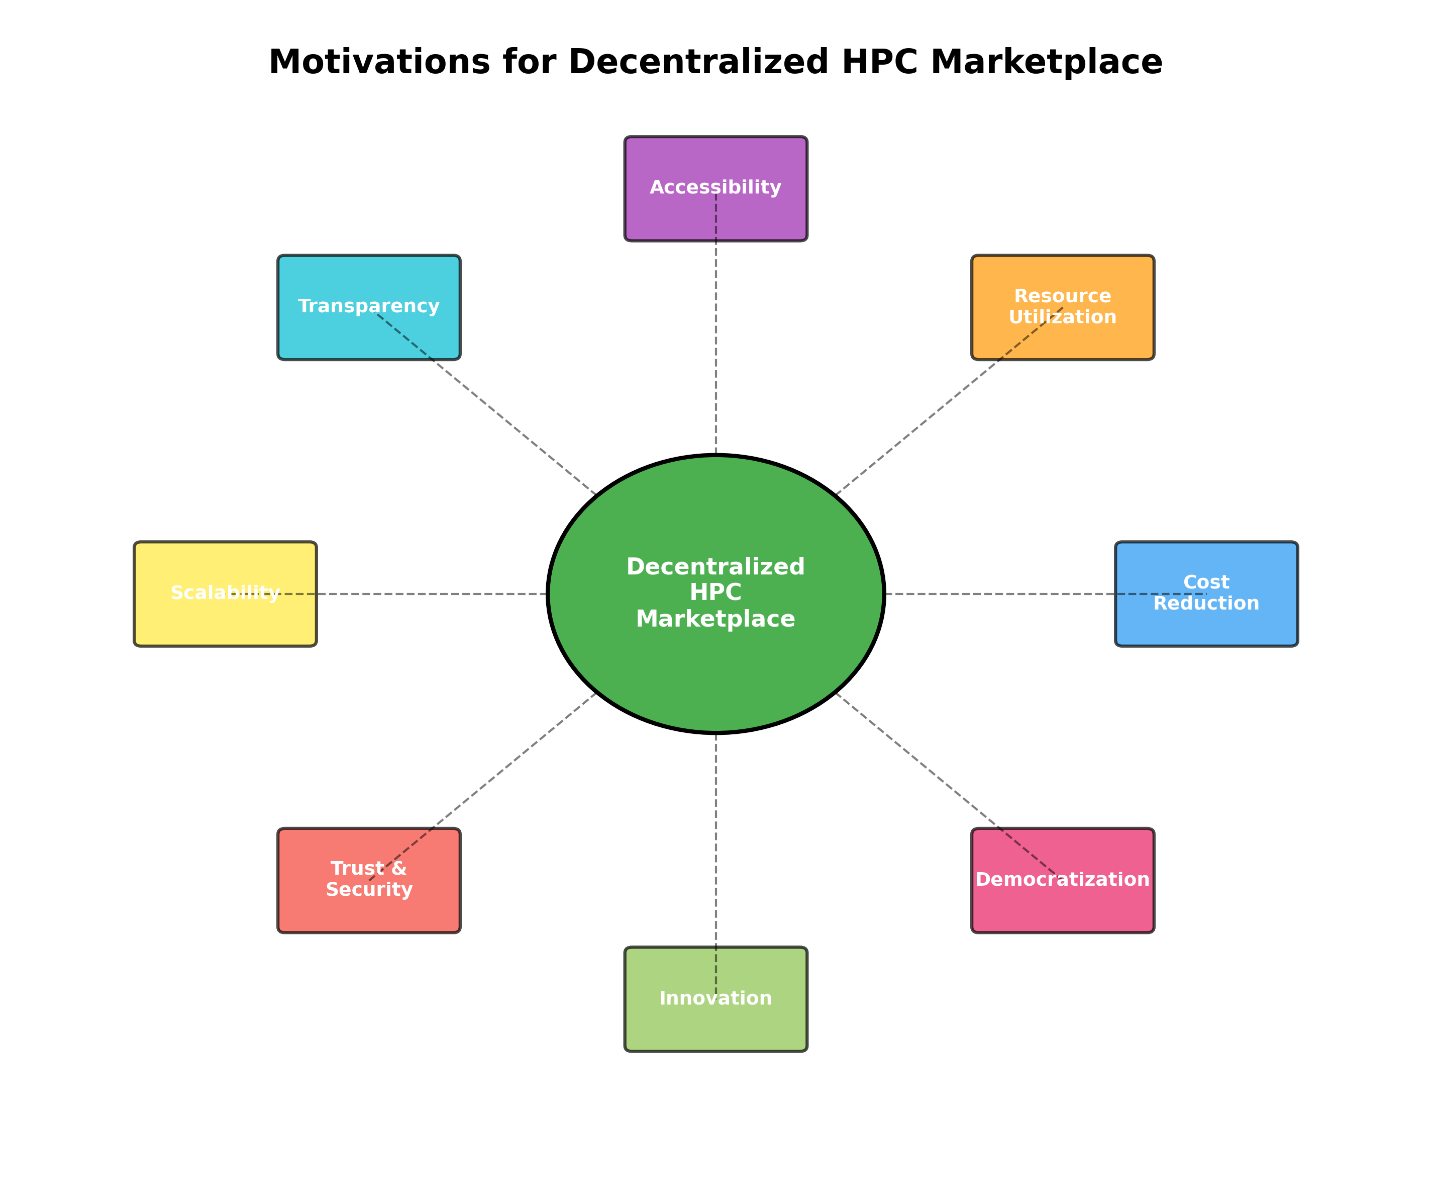 Motivations for Decentralized HPC Marketplace
Accessibility
Transparency
Resource
Utilization
Scalability
Decentralized
HPC
Marketplace
Cost
Reduction
Trust &
Security
Democratization
Innovation